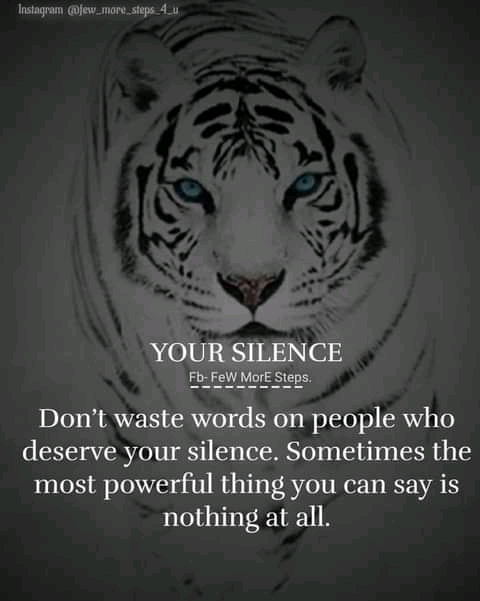 Instagram @few_more_steps_4_u
YOUR SILENCE
Fb- FeW MorE Steps.
Don't waste words on people who
deserve your silence. Sometimes the
most powerful thing you can say is
nothing at all.